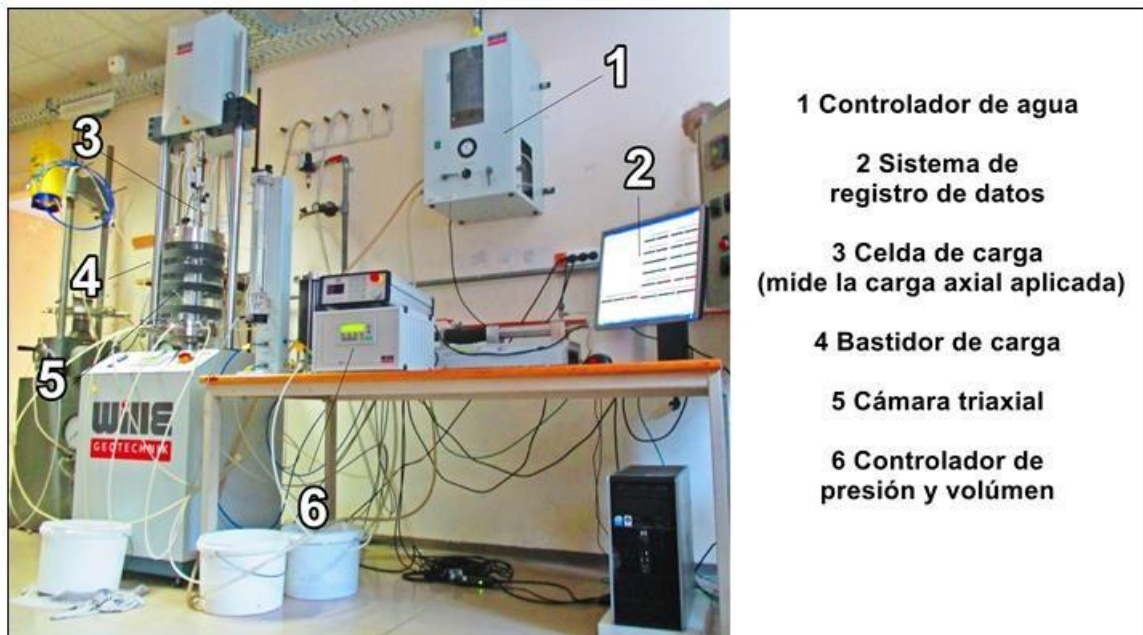 WILLE
1
3
2
4
5
WILLE
GEOTECHNIK
6
1 Controlador de agua
2 Sistema de
registro de datos
3 Celda de carga
(mide la carga axial aplicada)
4 Bastidor de carga
5 Cámara triaxial
6 Controlador de
presión y volúmen